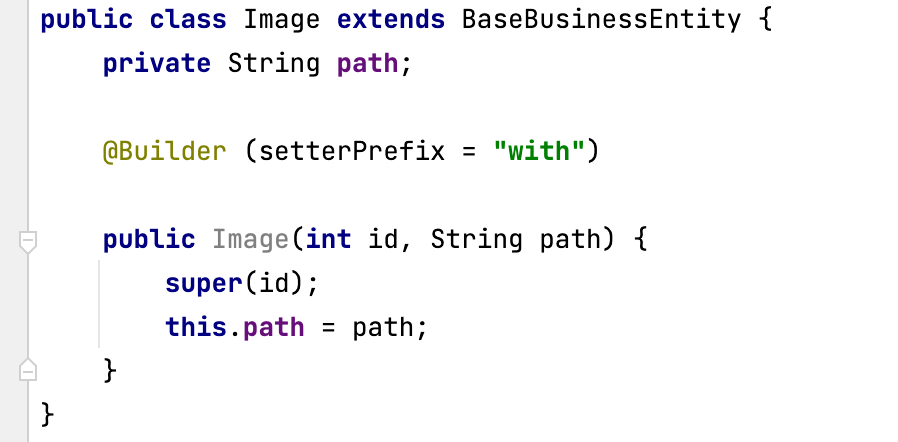 public class Image extends BaseBusinessEntity {
    private String path;
    @Builder (setterPrefix = "with")
    public Image(int id, String path) {
        super(id);
        this.path = path;
    }
}